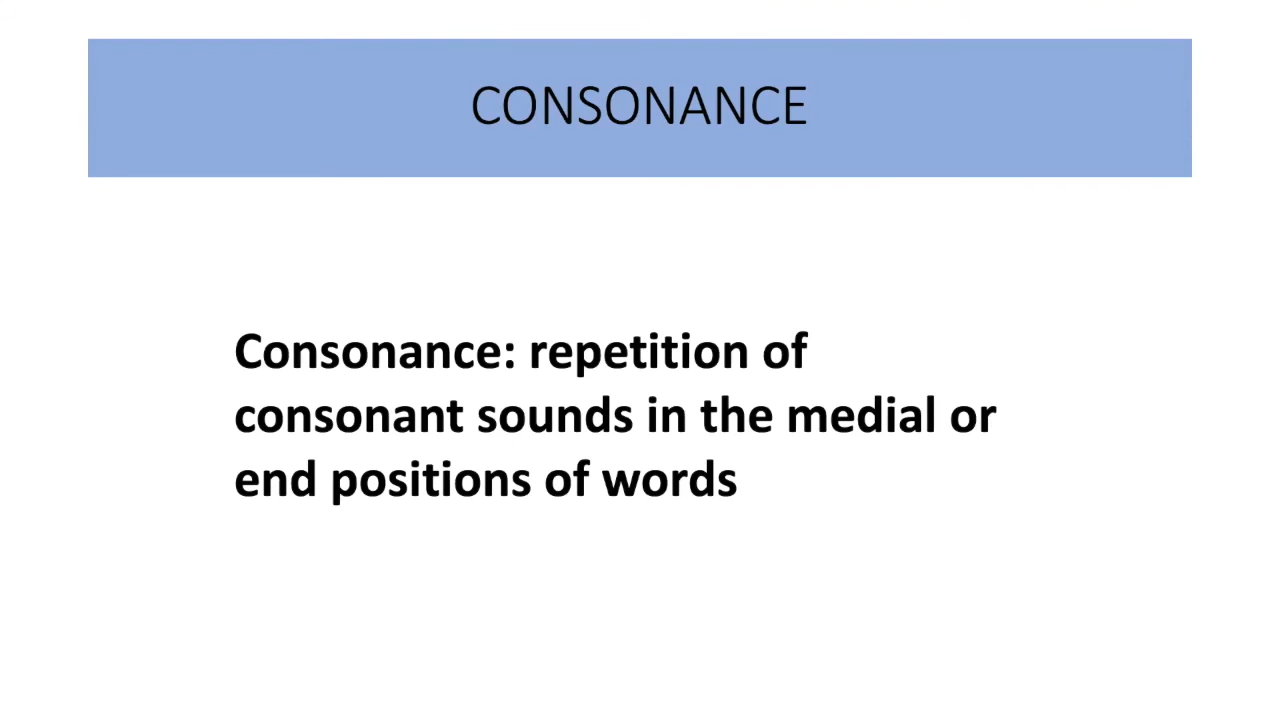 CONSONANCE
Consonance: repetition of
consonant sounds in the medial or
end positions of words